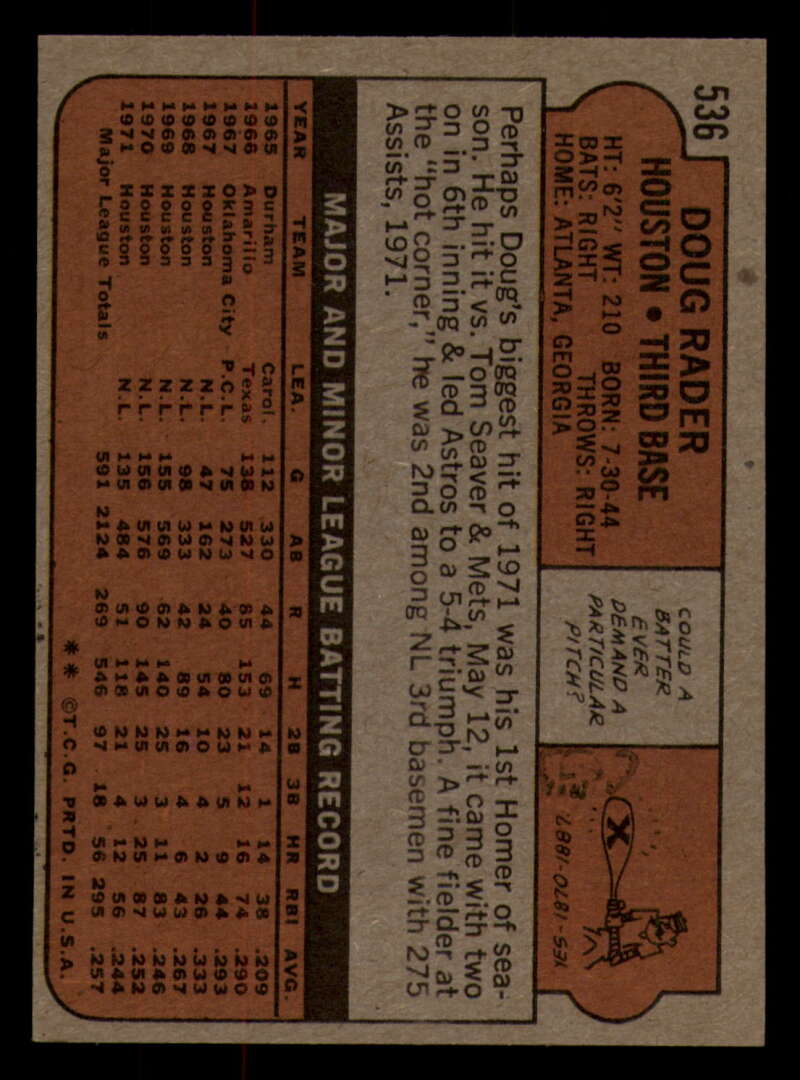 536
DOUG RADER
HOUSTON • THIRD BASE
HT: 6'2" WT: 210 BORN: 7-30-44
BATS: RIGHT THROWS: RIGHT
HOME: ATLANTA, GEORGIA
COULD A
BATTER
EVER
DEMAND A
PARTICULAR
PITCH?
X
YES-1870-1887.
Perhaps Doug's biggest hit of 1971 was his 1st Homer of sea-
son. He hit it vs. Tom Seaver & Mets, May 12, it came with two
on in 6th inning & led Astros to a 5-4 triumph. A fine fielder at
the "hot corner," he was 2nd among NL 3rd basemen with 275
Assists, 1971.
MAJOR AND MINOR LEAGUE BATTING RECORD
YEAR TEAM LEA. G AB R H 2B 3B HR RBI AVG.
1965 Durham Carol. 112 330 44 69 14 1 14 38 .209
1966 Amarillo Texas 138 527 85 153 21 12 16 74 .290
1967 Oklahoma City P.C.L. 75 273 40 80 23 5 9 44 .293
1967 Houston N.L. 47 162 24 54 10 4 2 26 .333
1968 Houston N.L. 98 333 42 89 16 4 6 43 .267
1969 Houston N.L. 155 569 62 140 25 3 11 83 .246
1970 Houston N.L. 156 576 90 145 25 3 25 87 .252
1971 Houston N.L. 135 484 51 118 21 4 12 56 .244
Major League Totals 591 2124 269 546 97 18 56 295 .257
** ©T.C.G. PRTD. IN U.S.A.